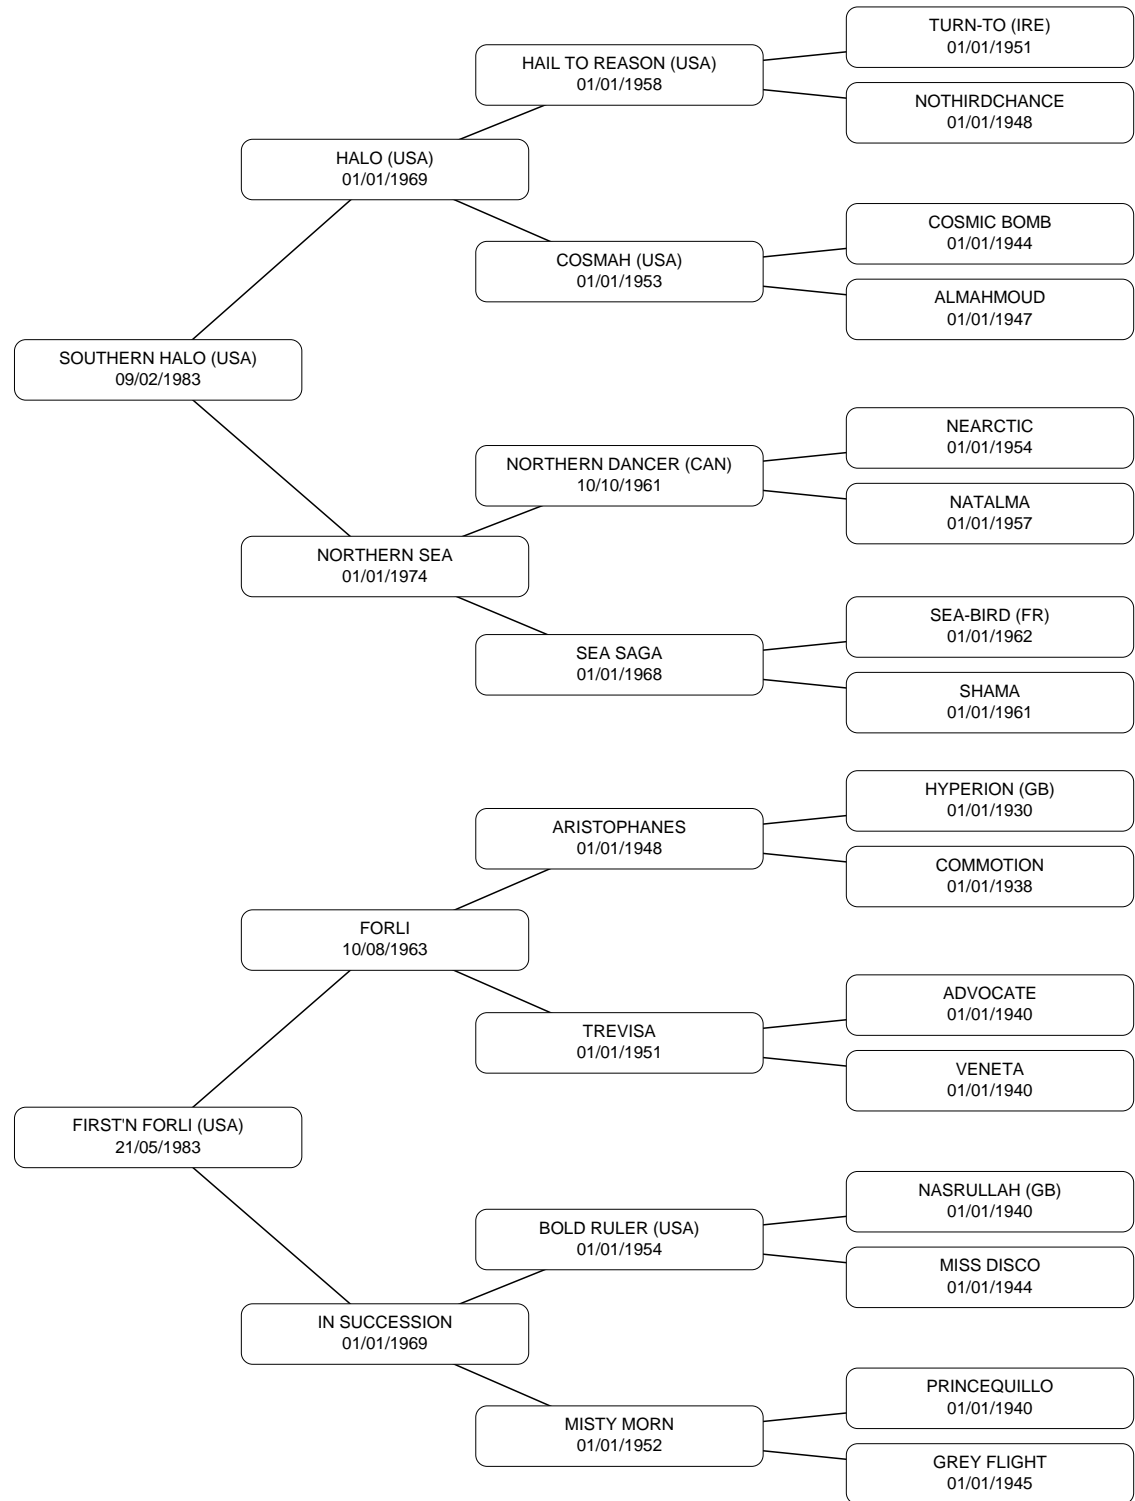 TURN-TO (IRE)
01/01/1951
HAIL TO REASON (USA)
01/01/1958
NOTHIRDCHANCE
01/01/1948
HALO (USA)
01/01/1969
COSMIC BOMB
01/01/1944
COSMAH (USA)
01/01/1953
ALMAHMOUD
01/01/1947
SOUTHERN HALO (USA)
09/02/1983
NEARCTIC
01/01/1954
NORTHERN DANCER (CAN)
10/10/1961
NATALMA
01/01/1957
NORTHERN SEA
01/01/1974
SEA-BIRD (FR)
01/01/1962
SEA SAGA
01/01/1968
SHAMA
01/01/1961
HYPERION (GB)
01/01/1930
ARISTOPHANES
01/01/1948
COMMOTION
01/01/1938
FORLI
10/08/1963
ADVOCATE
01/01/1940
TREVISA
01/01/1951
VENETA
01/01/1940
FIRST'N FORLI (USA)
21/05/1983
NASRULLAH (GB)
01/01/1940
BOLD RULER (USA)
01/01/1954
MISS DISCO
01/01/1944
IN SUCCESSION
01/01/1969
PRINCEQUILLO
01/01/1940
MISTY MORN
01/01/1952
GREY FLIGHT
01/01/1945